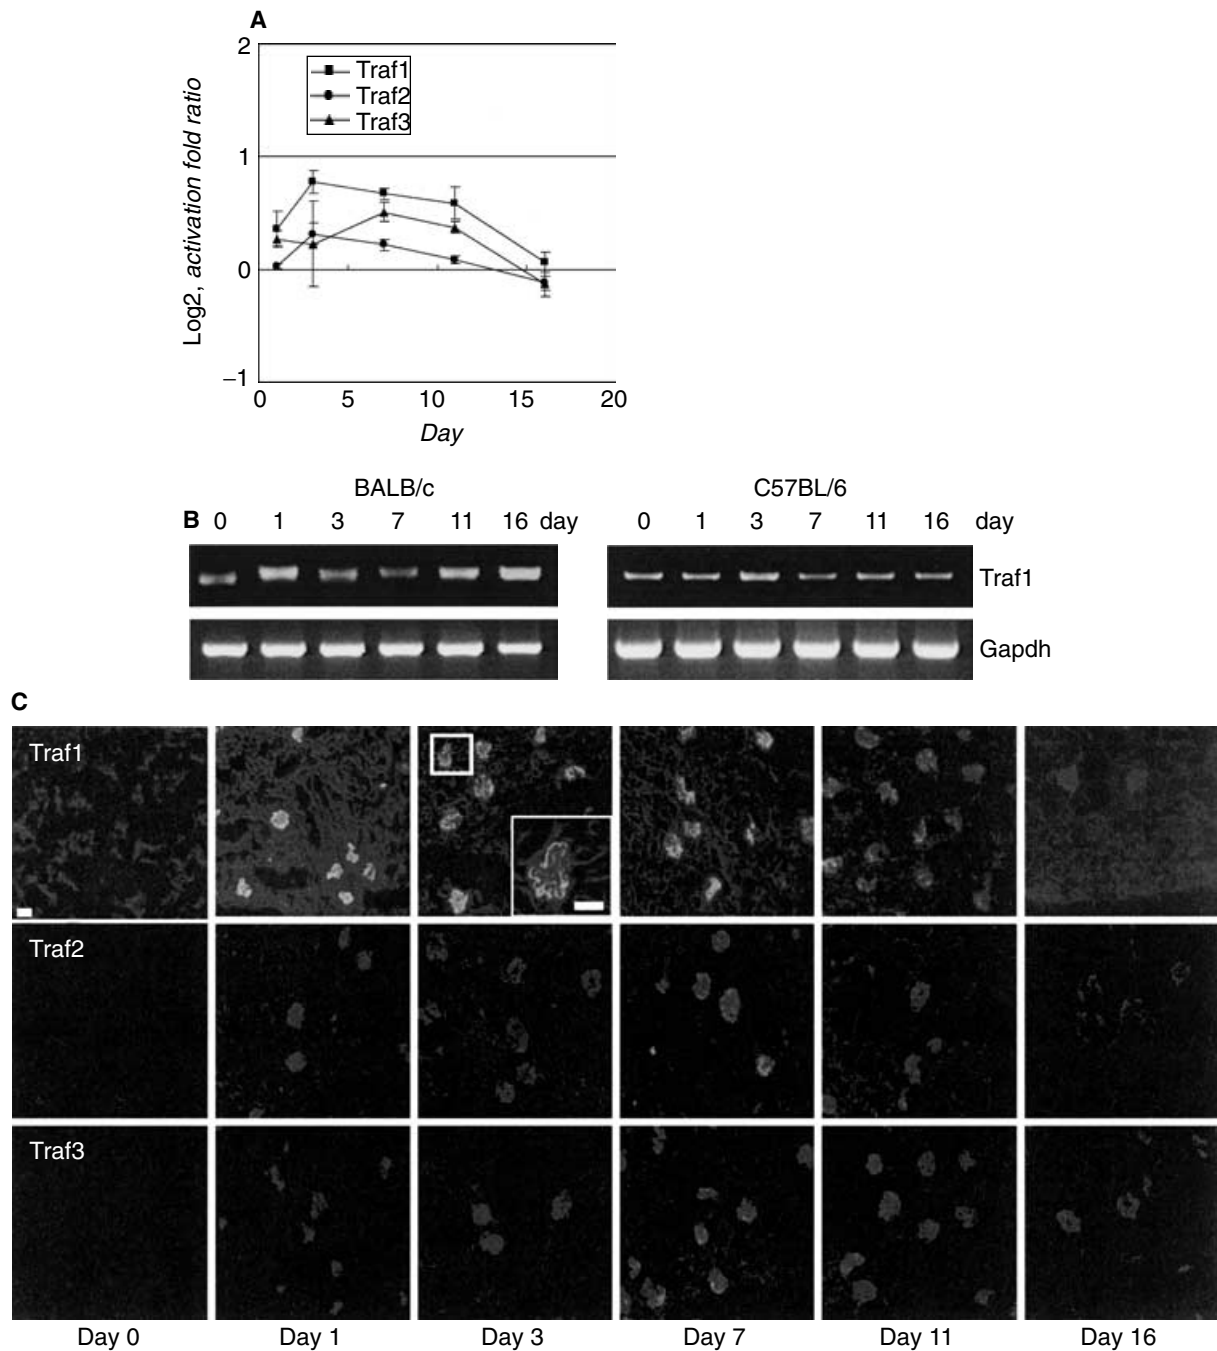 A
2
1
0
−1
Log2, activation fold ratio
Traf1
Traf2
Traf3
0 5 10 15 20
Day
BALB/c C57BL/6
B 0 1 3 7 11 16 day 0 1 3 7 11 16 day
Traf1
Gapdh
C
Traf1
Traf2
Traf3
Day 0 Day 1 Day 3 Day 7 Day 11 Day 16